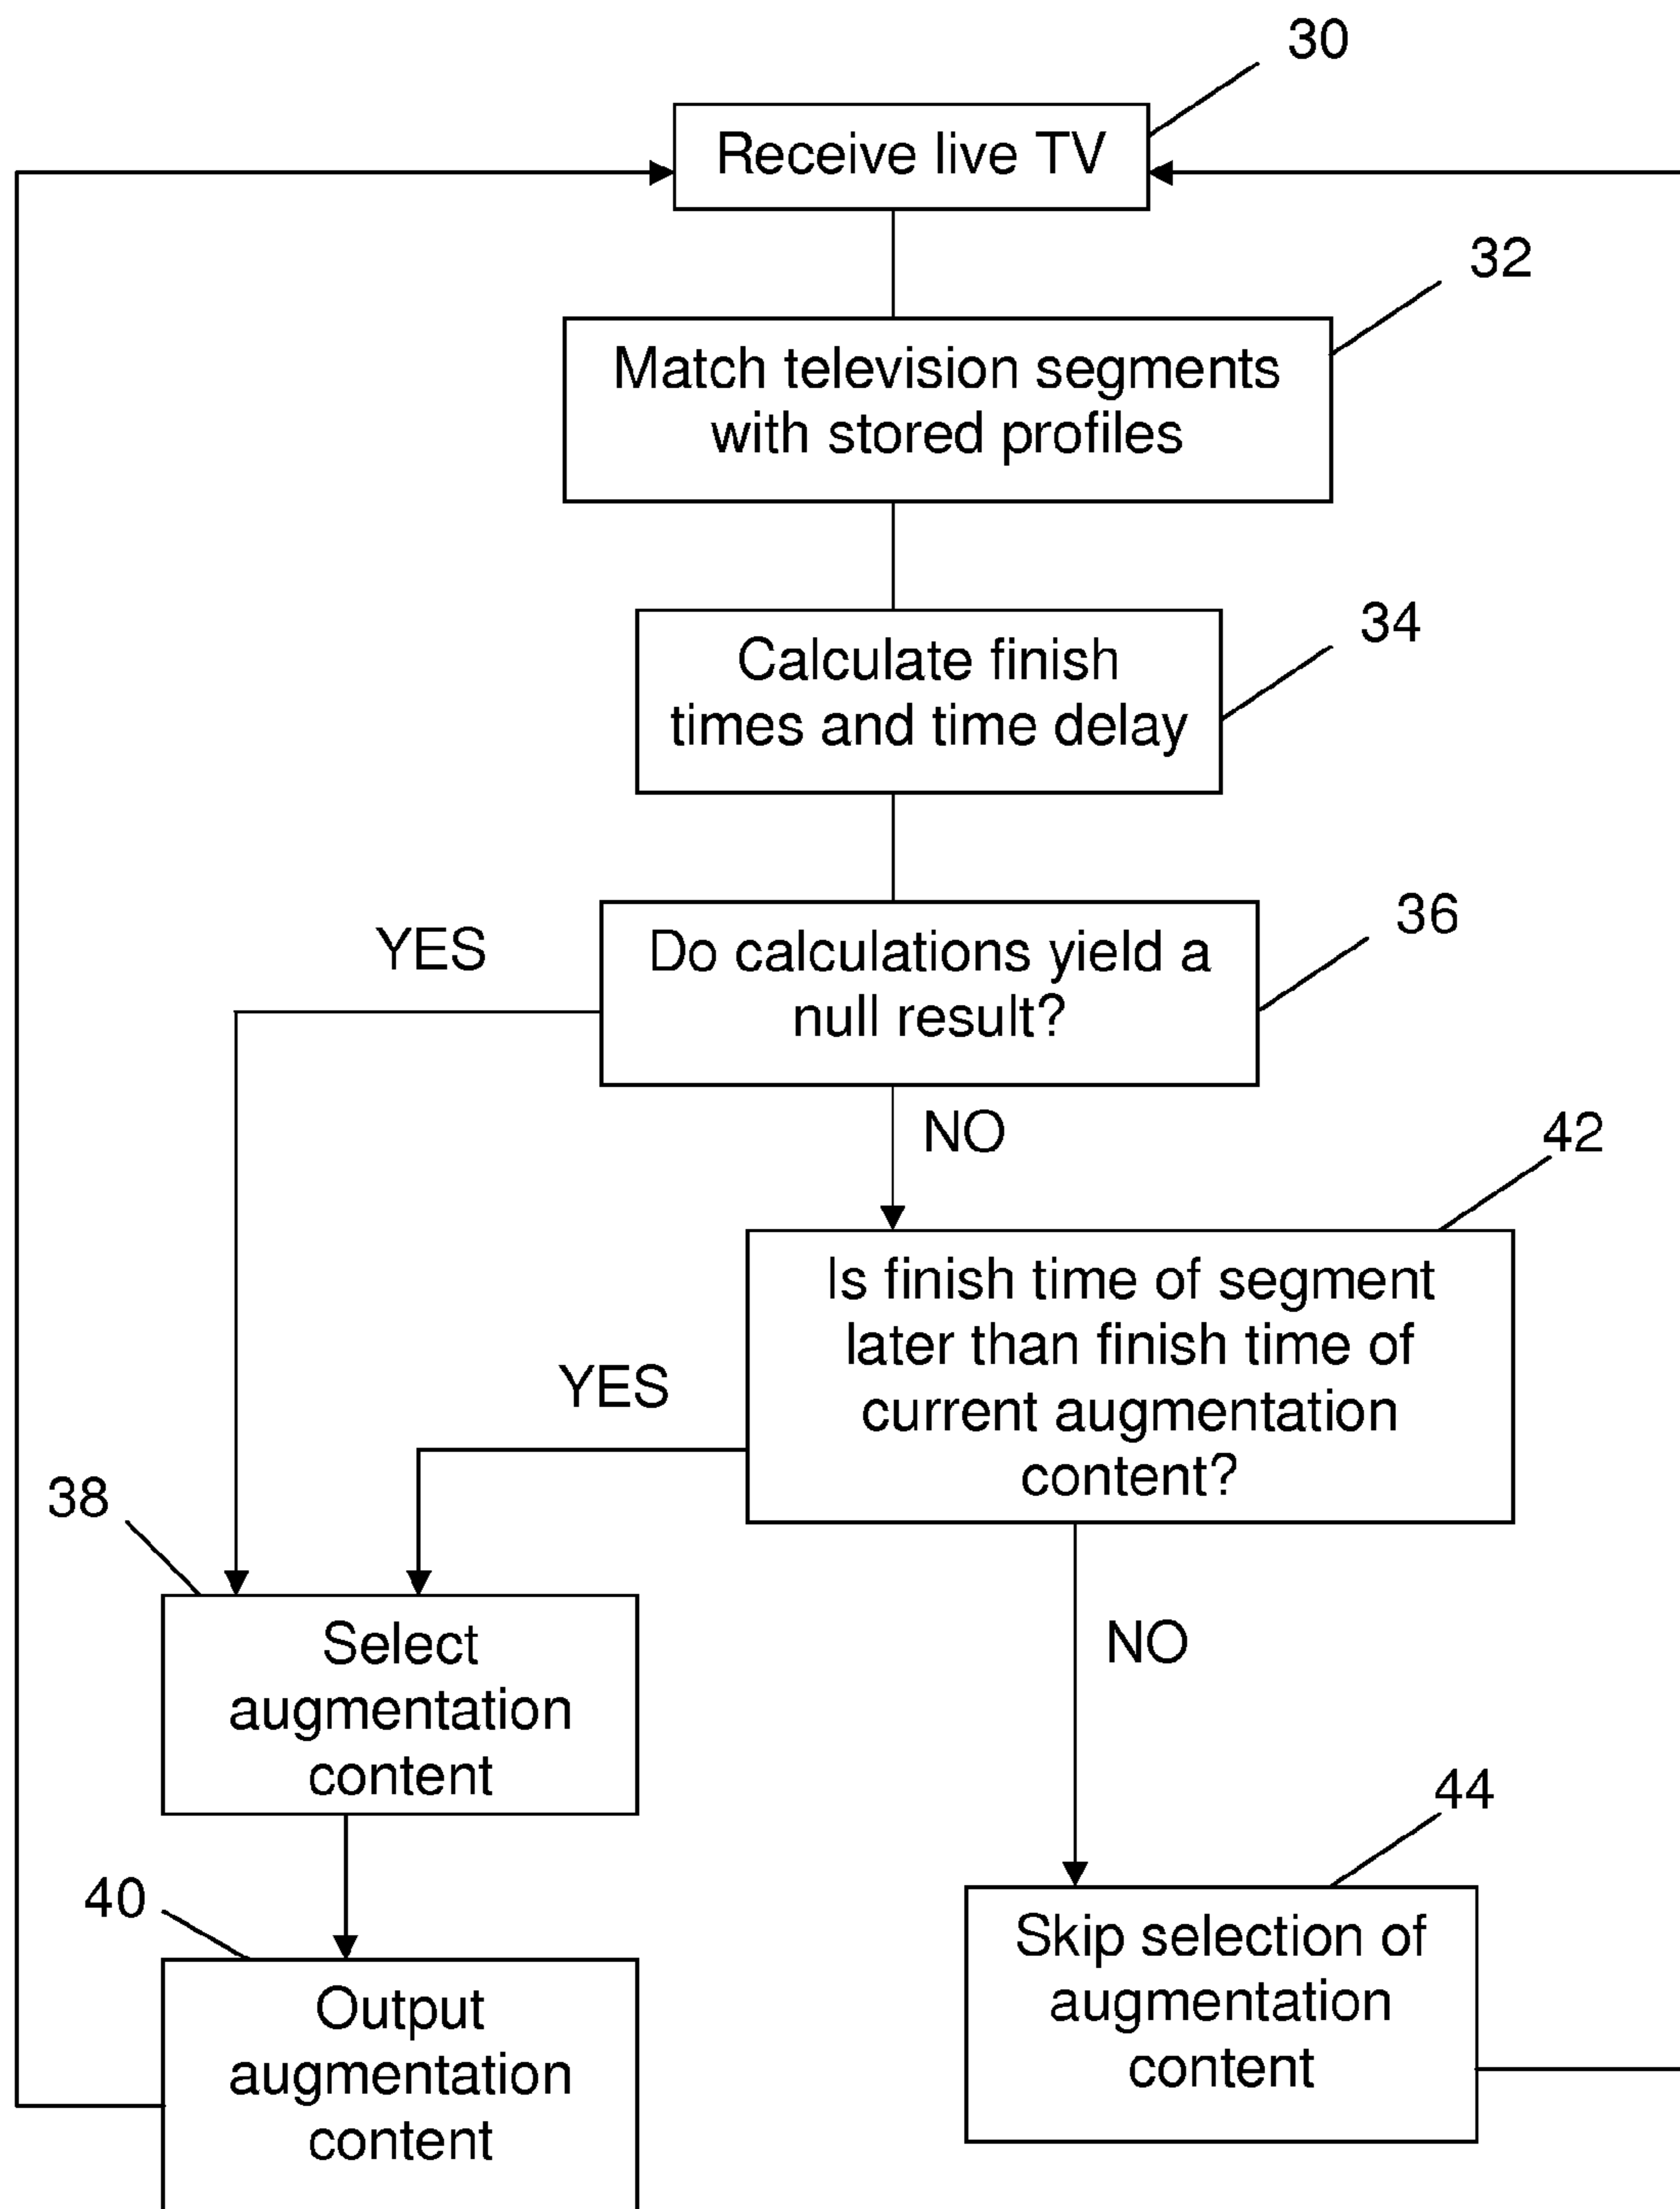 30
Receive live TV
32
Match television segments
with stored profiles
34
Calculate finish
times and time delay
36
YES
Do calculations yield a
null result?
NO
42
Is finish time of segment
later than finish time of
current augmentation
content?
YES
38
Select
augmentation
content
NO
44
40
Skip selection of
augmentation
content
Output
augmentation
content